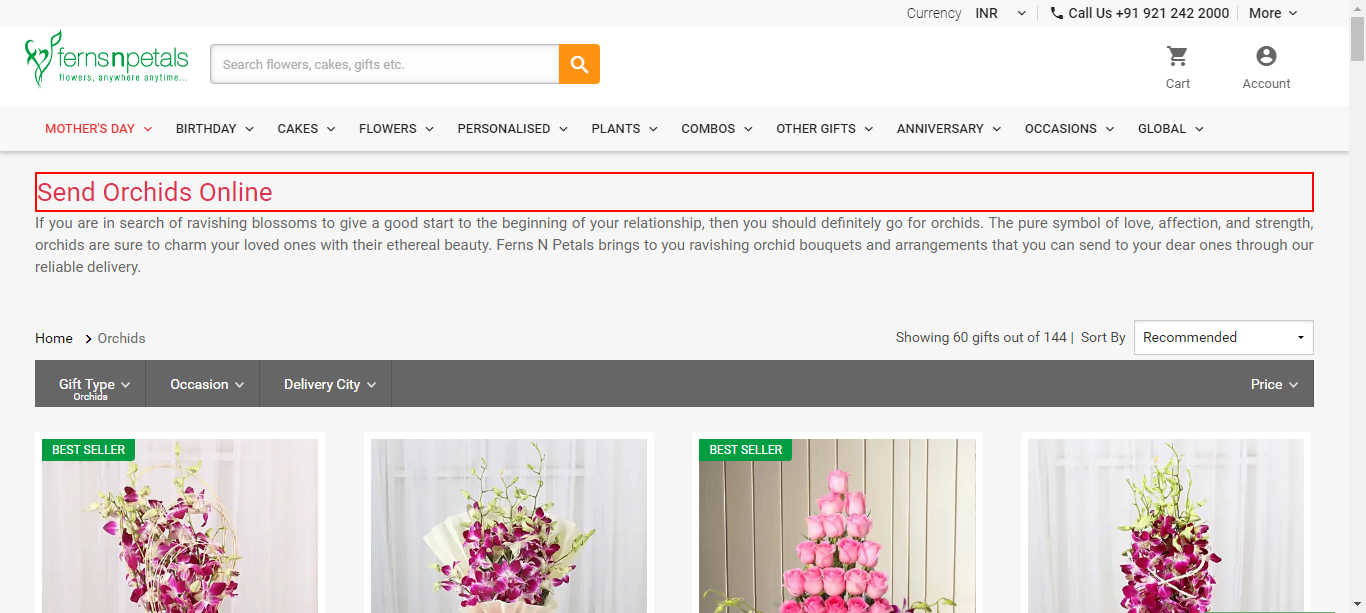 Currency INR Call Us +91 921 242 2000 More
fernsnpetals
flowers, anywhere anytime...
Search flowers, cakes, gifts etc.
Cart Account
MOTHER'S DAY BIRTHDAY CAKES FLOWERS PERSONALISED PLANTS COMBOS OTHER GIFTS ANNIVERSARY OCCASIONS GLOBAL
Send Orchids Online
If you are in search of ravishing blossoms to give a good start to the beginning of your relationship, then you should definitely go for orchids. The pure symbol of love, affection, and strength,
orchids are sure to charm your loved ones with their ethereal beauty. Ferns N Petals brings to you ravishing orchid bouquets and arrangements that you can send to your dear ones through our
reliable delivery.
Home Orchids Showing 60 gifts out of 144 | Sort By Recommended
Gift Type Occasion Delivery City Price
Orchids
BEST SELLER BEST SELLER